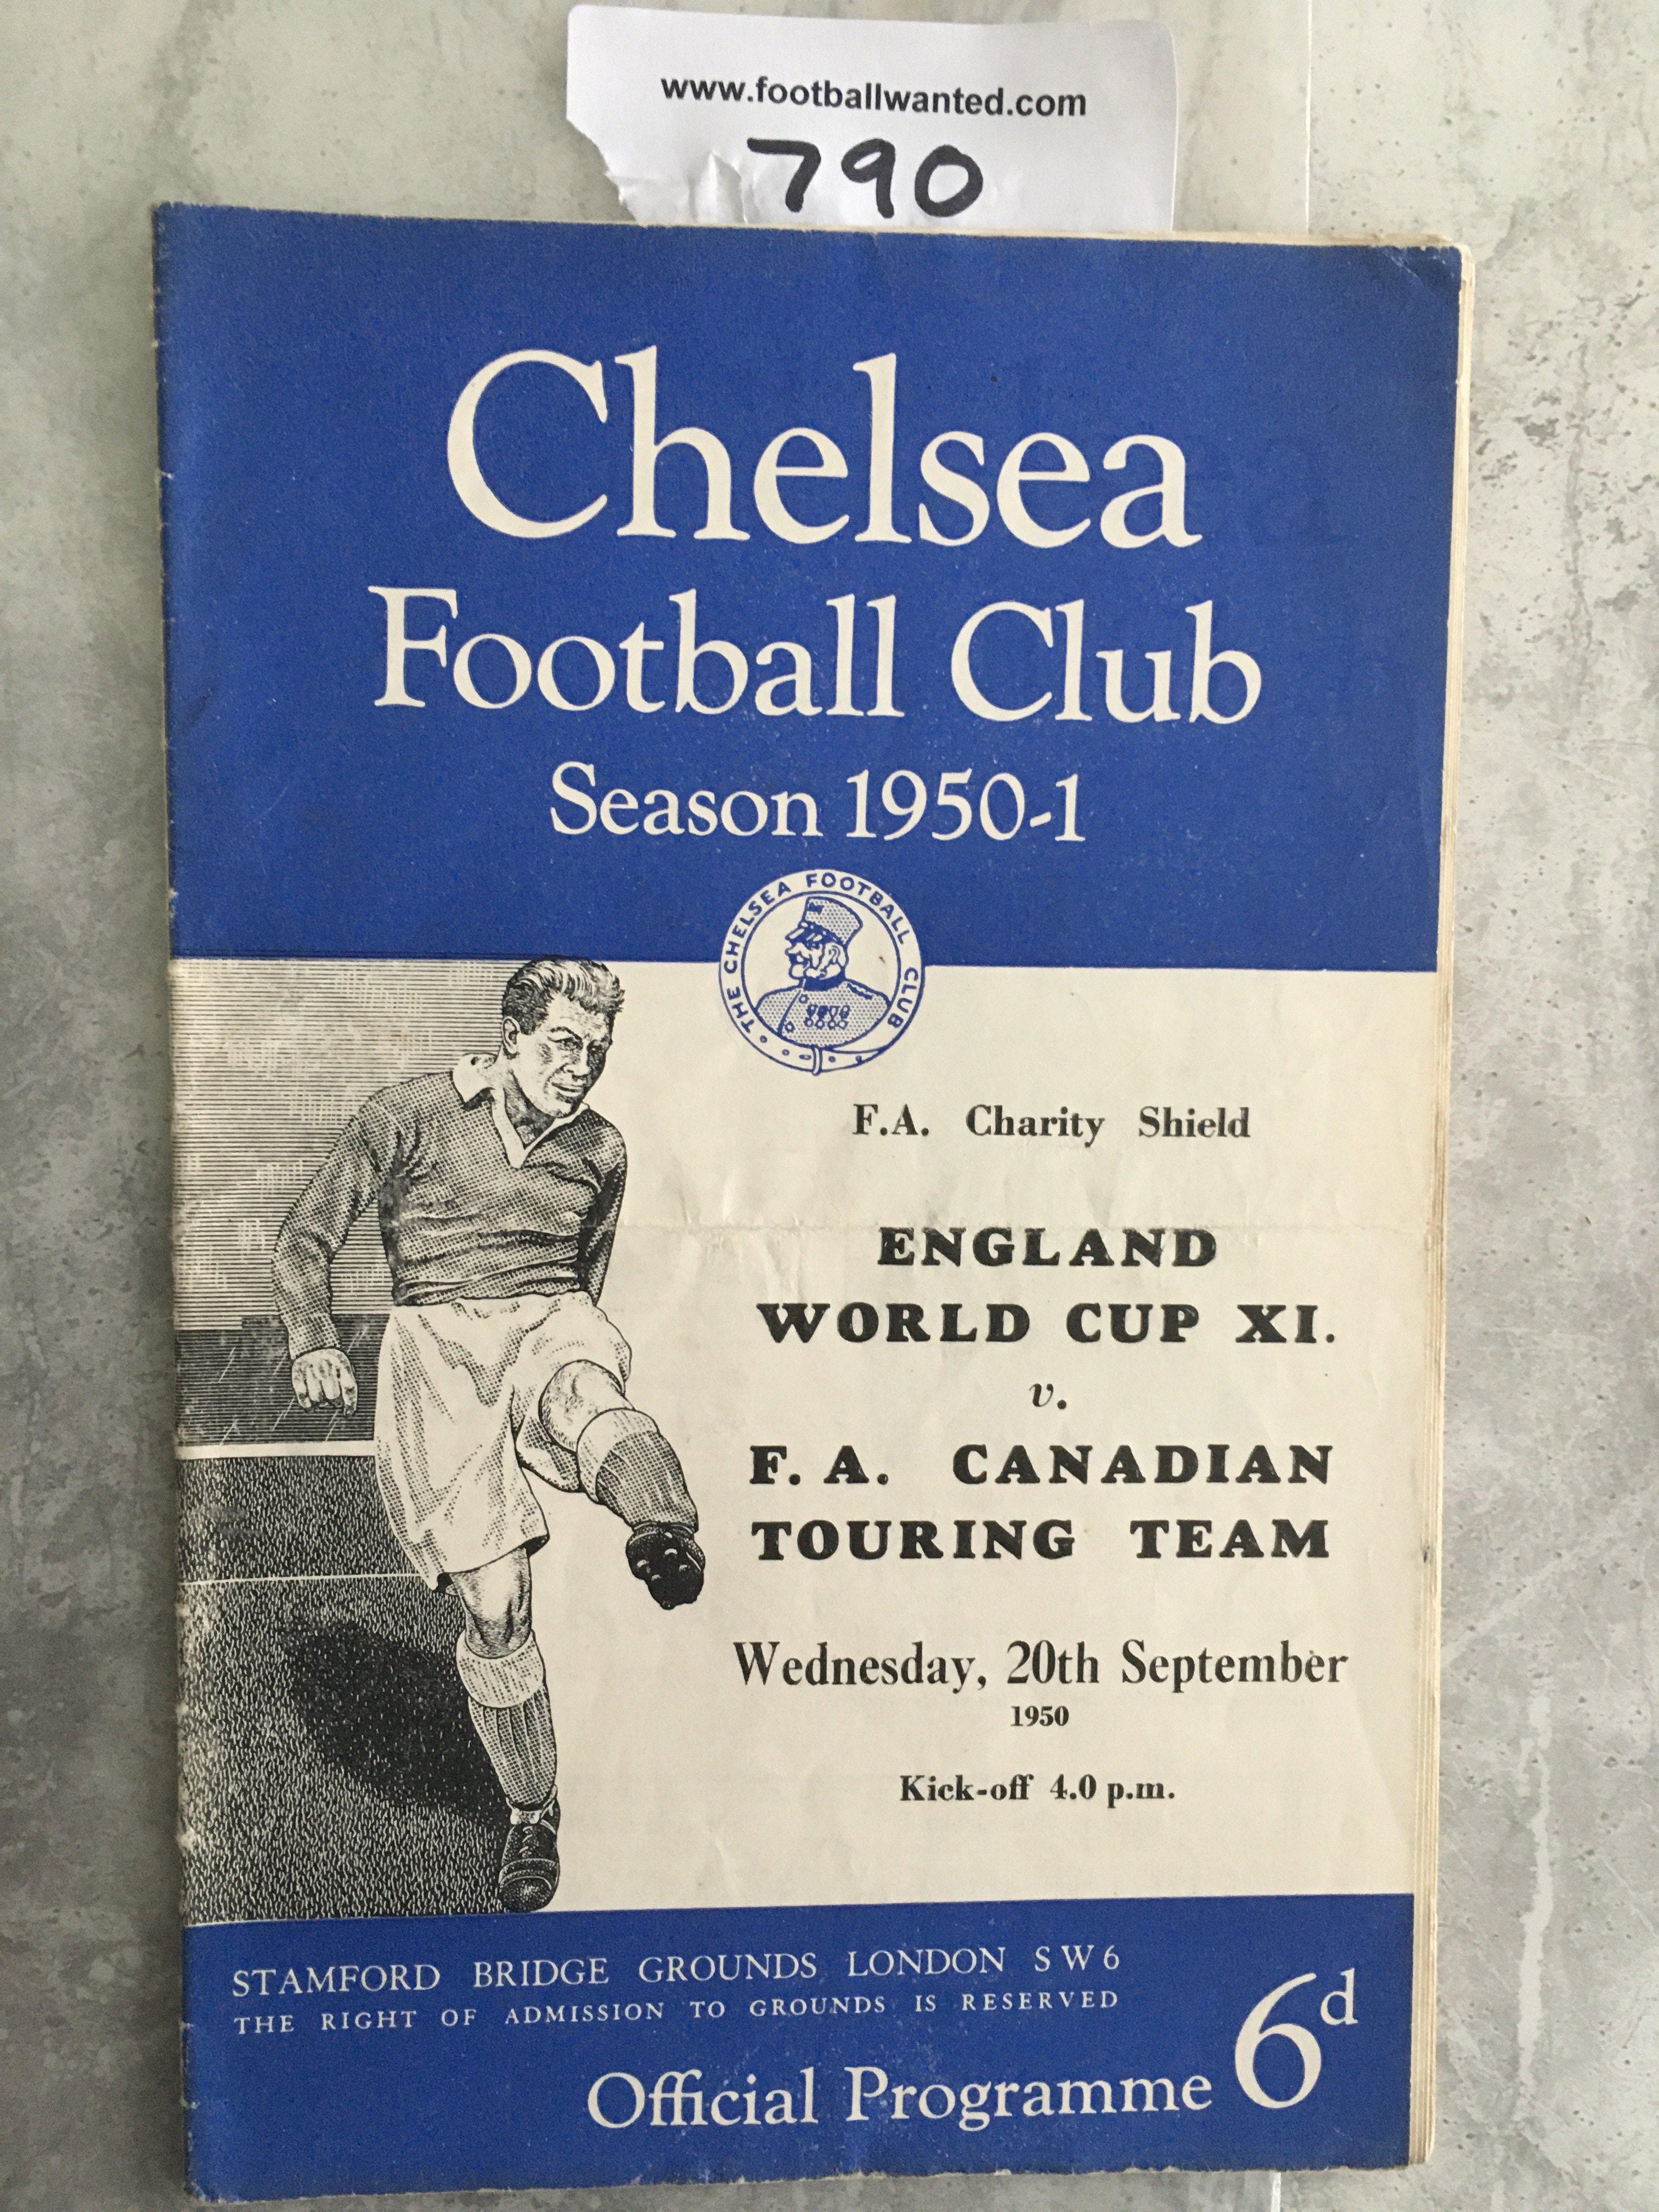 www.footballwanted.com
790
Chelsea
Football Club
Season 1950-1
THE CHELSEA FOOTBALL CLUB
F.A. Charity Shield
ENGLAND
WORLD CUP XI.
v.
F. A. CANADIAN
TOURING TEAM
Wednesday, 20th September
1950
Kick-off 4.0 p.m.
STAMFORD BRIDGE GROUNDS LONDON SW6
THE RIGHT OF ADMISSION TO GROUNDS IS RESERVED
Official Programme 6d